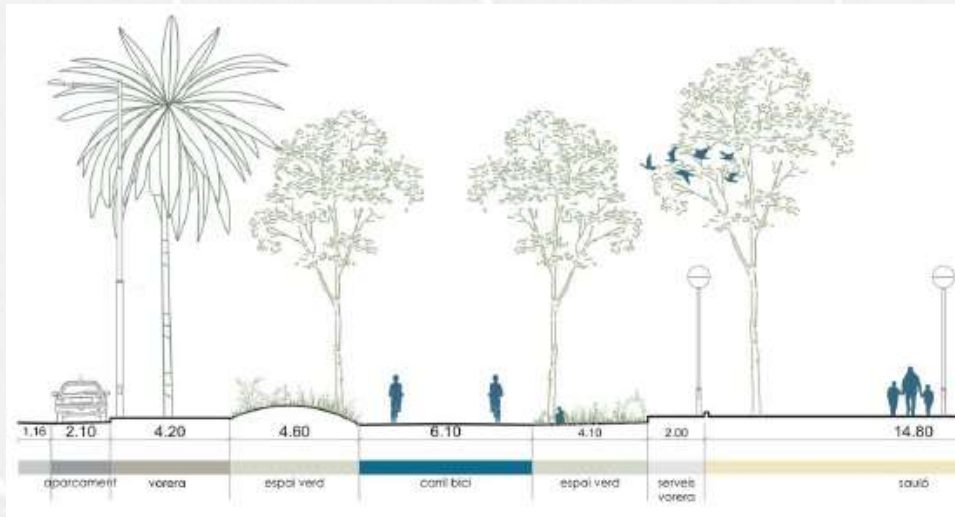 1.16 2.10 4.20 4.60 6.10 4.10 2.00 14.80
aparcament vorera espai verd carril bici espai verd serveis vorera sauló